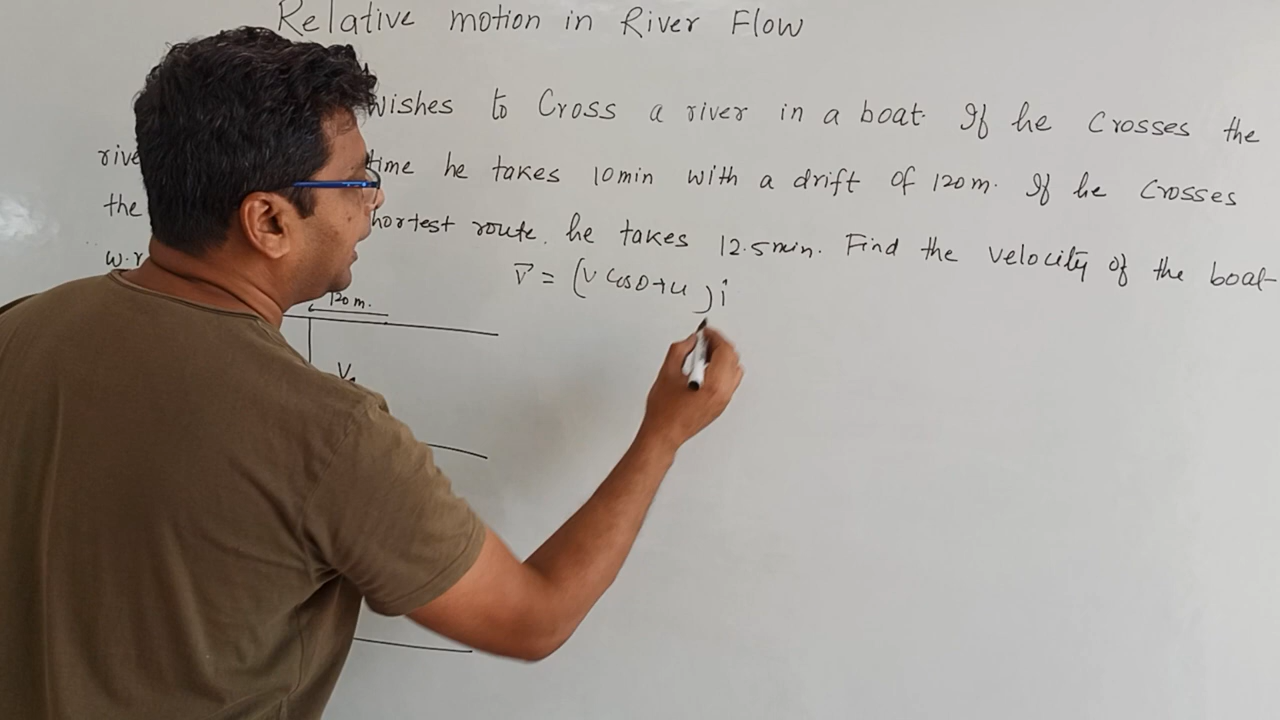 Relative motion in River Flow
wishes to Cross a river in a boat. If he Crosses the
rive time he takes 10min with a drift of 120m. If he Crosses
the hortest route. he takes 12.5min. Find the velocity of the boat
w.r
V⃗ = (v Cosθ+u )î
120m.
V